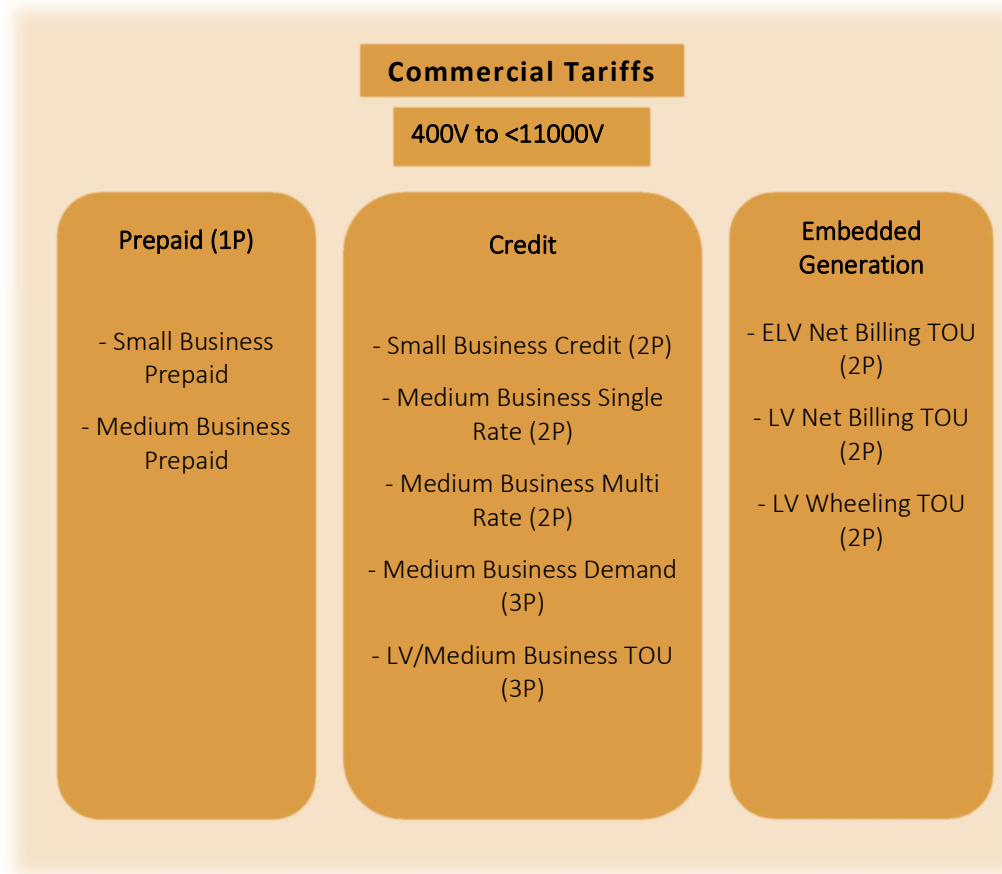 Commercial Tariffs
400V to <11000V
Prepaid (1P)
- Small Business
Prepaid
- Medium Business
Prepaid
Credit
- Small Business Credit (2P)
- Medium Business Single
Rate (2P)
- Medium Business Multi
Rate (2P)
- Medium Business Demand
(3P)
- LV/Medium Business TOU
(3P)
Embedded
Generation
- ELV Net Billing TOU
(2P)
- LV Net Billing TOU
(2P)
- LV Wheeling TOU
(2P)